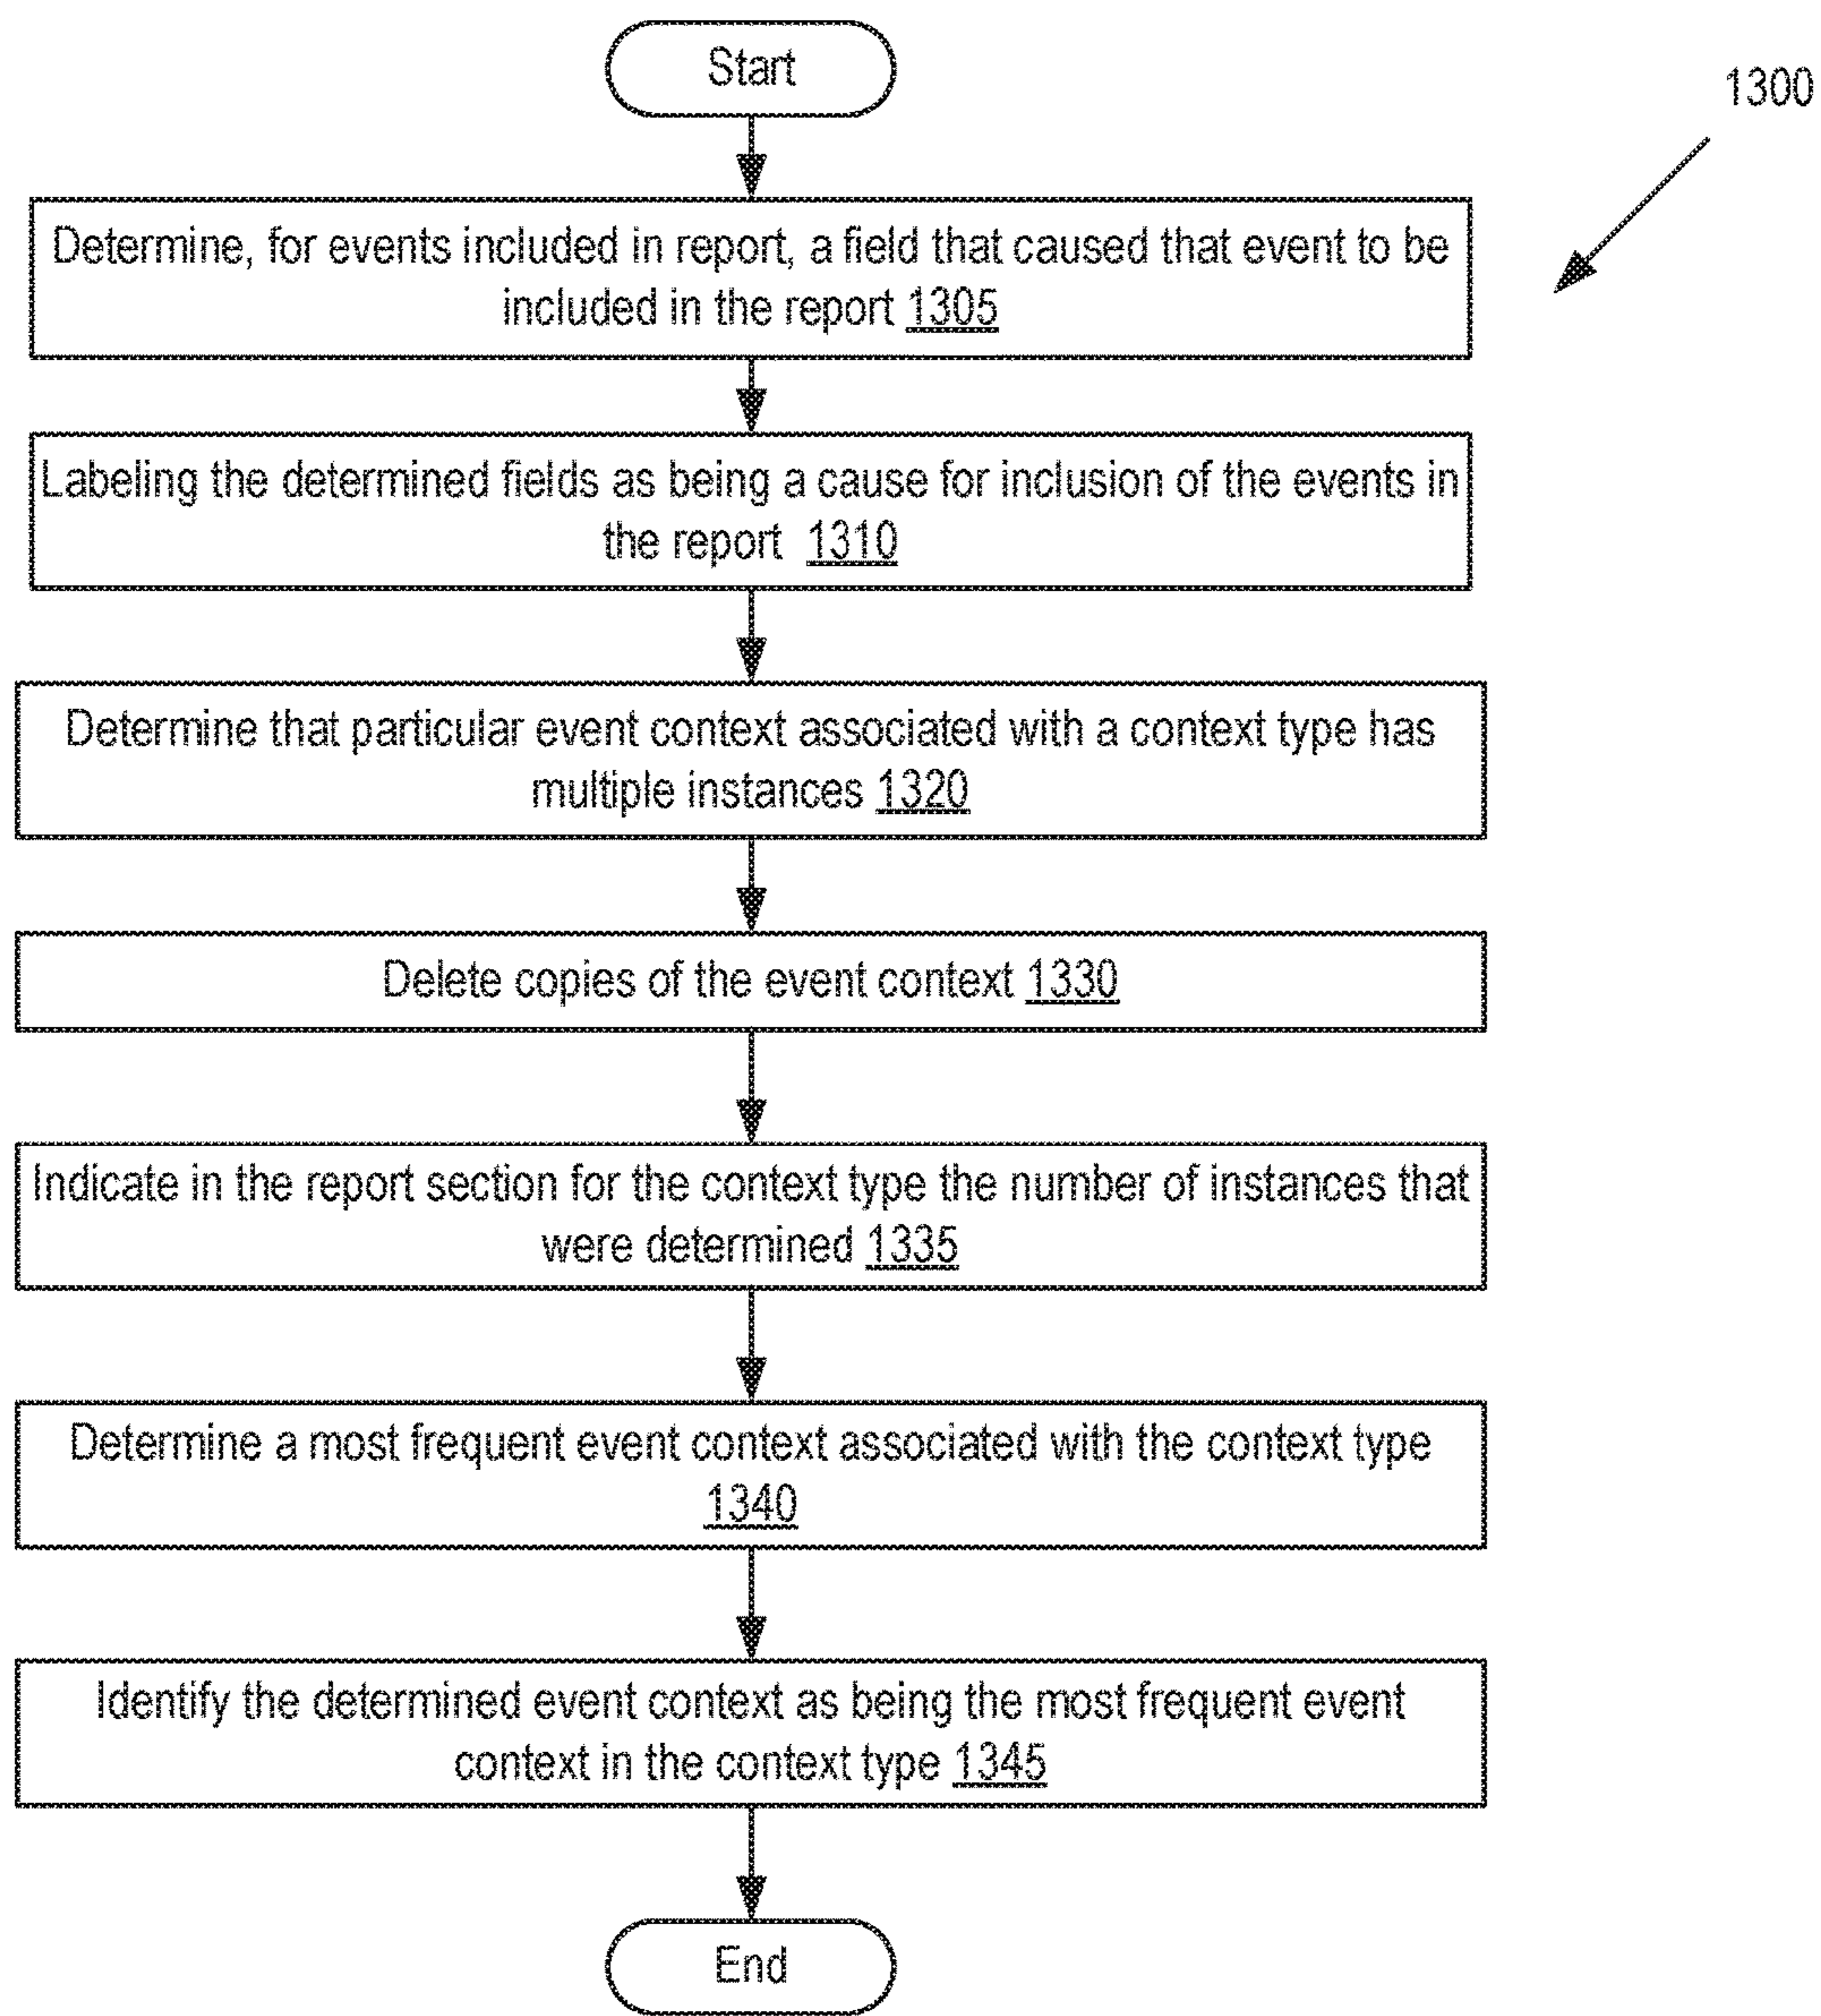 Start
1300
Determine, for events included in report, a field that caused that event to be
included in the report 1305
Labeling the determined fields as being a cause for inclusion of the events in
the report 1310
Determine that particular event context associated with a context type has
multiple instances 1320
Delete copies of the event context 1330
Indicate in the report section for the context type the number of instances that
were determined 1335
Determine a most frequent event context associated with the context type
1340
Identify the determined event context as being the most frequent event
context in the context type 1345
End